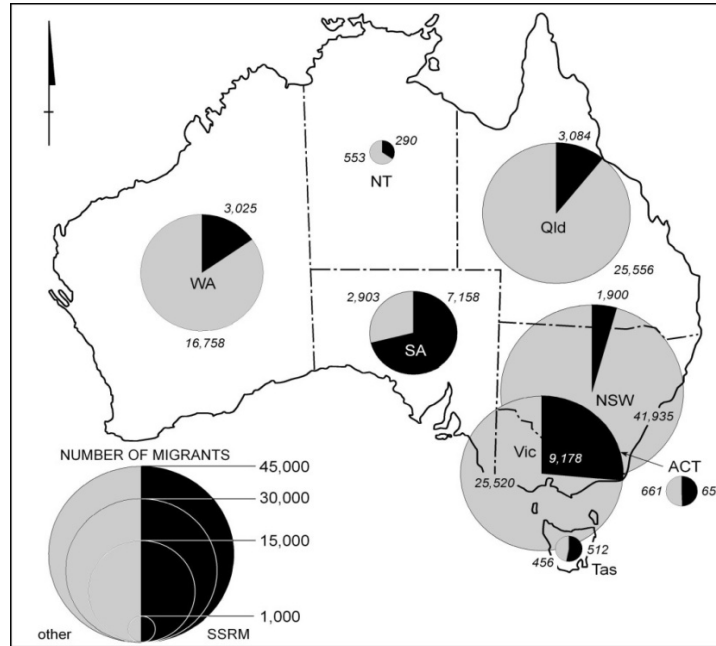 290
553
NT
3,084
Qld
25,556
3,025
WA
16,758
2,903
7,158
SA
1,900
NSW
41,935
Vic
9,178
25,520
ACT
661
65
456
512
Tas
NUMBER OF MIGRANTS
45,000
30,000
15,000
1,000
other
SSRM